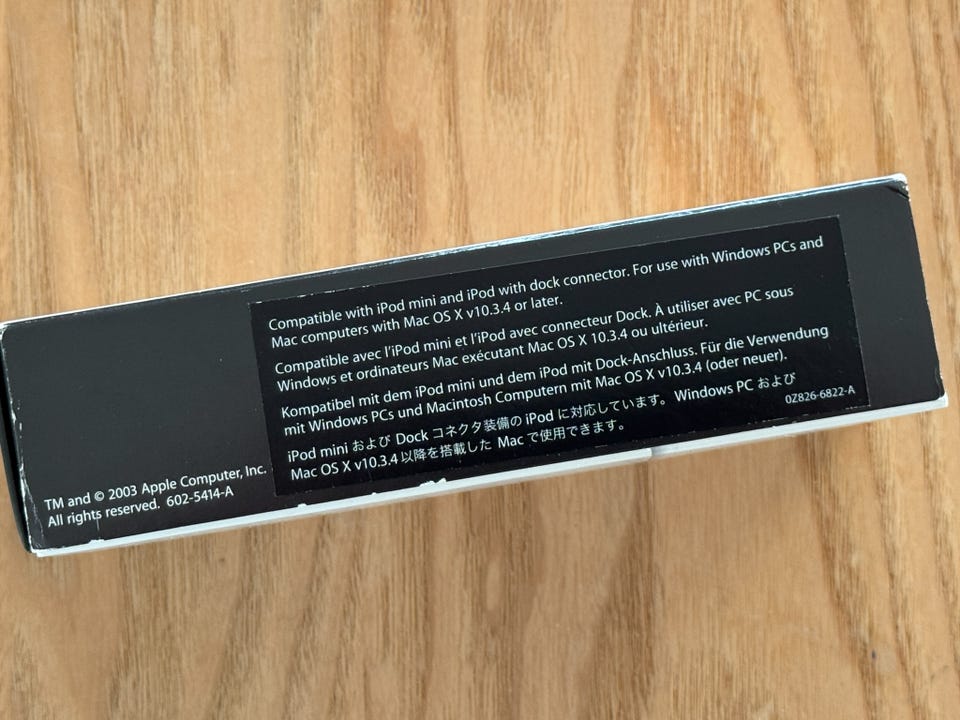 Compatible with iPod mini and iPod with dock connector. For use with Windows PCs and
Mac computers with Mac OS X v10.3.4 or later.
Compatible avec l'iPod mini et l'iPod avec connecteur Dock. À utiliser avec PC sous
Windows et ordinateurs Mac exécutant Mac OS X 10.3.4 ou ultérieur.
Kompatibel mit dem iPod mini und dem iPod mit Dock-Anschluss. Für die Verwendung
mit Windows PCs und Macintosh Computern mit Mac OS X v10.3.4 (oder neuer).
iPod mini および Dock コネクタ装備の iPod に対応しています。Windows PC および
Mac OS X v10.3.4 以降を搭載した Mac で使用できます。
0Z826-6822-A
TM and © 2003 Apple Computer, Inc.
All rights reserved. 602-5414-A